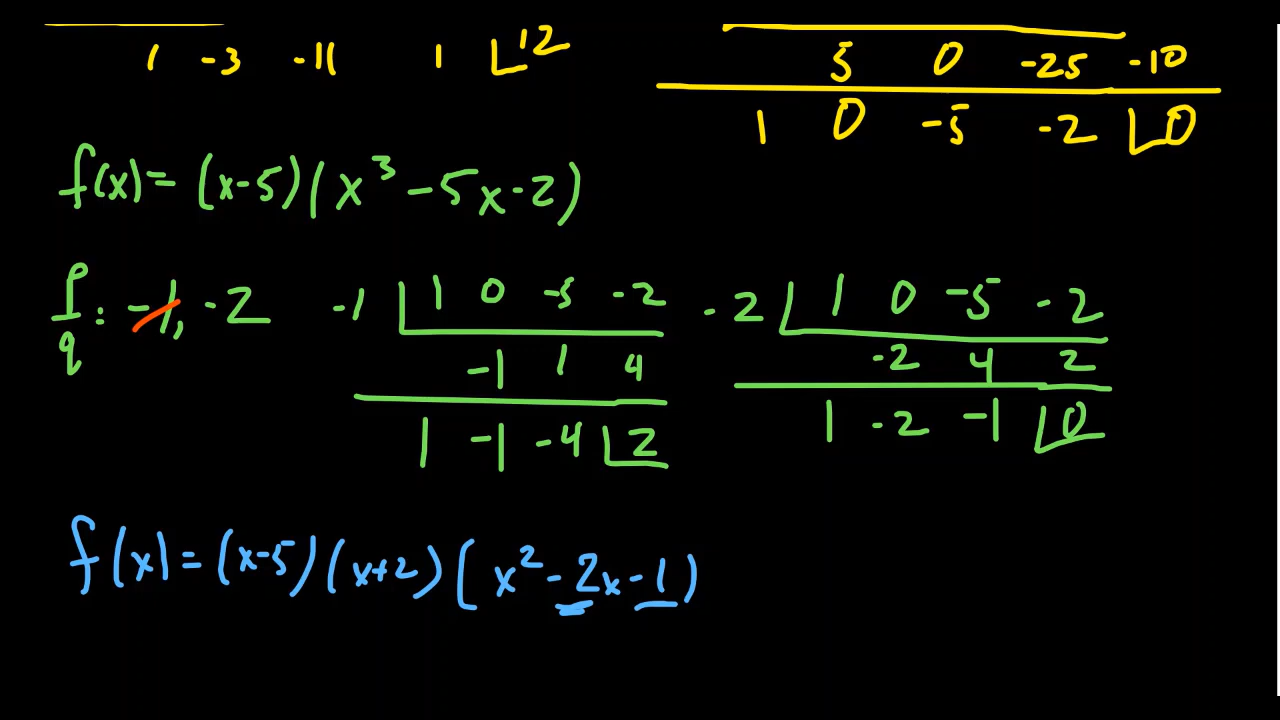 1 -3 -11 1 12
5 0 -25 -10
1 0 -5 -2 0
f(x) = (x-5)(x³ -5x-2)
p/q : -1, -2
-1 1 0 -5 -2
-1 1 4
1 -1 -4 2
-2 1 0 -5 -2
-2 4 2
1 -2 -1 0
f(x) = (x-5)(x+2)(x² -2x-1)